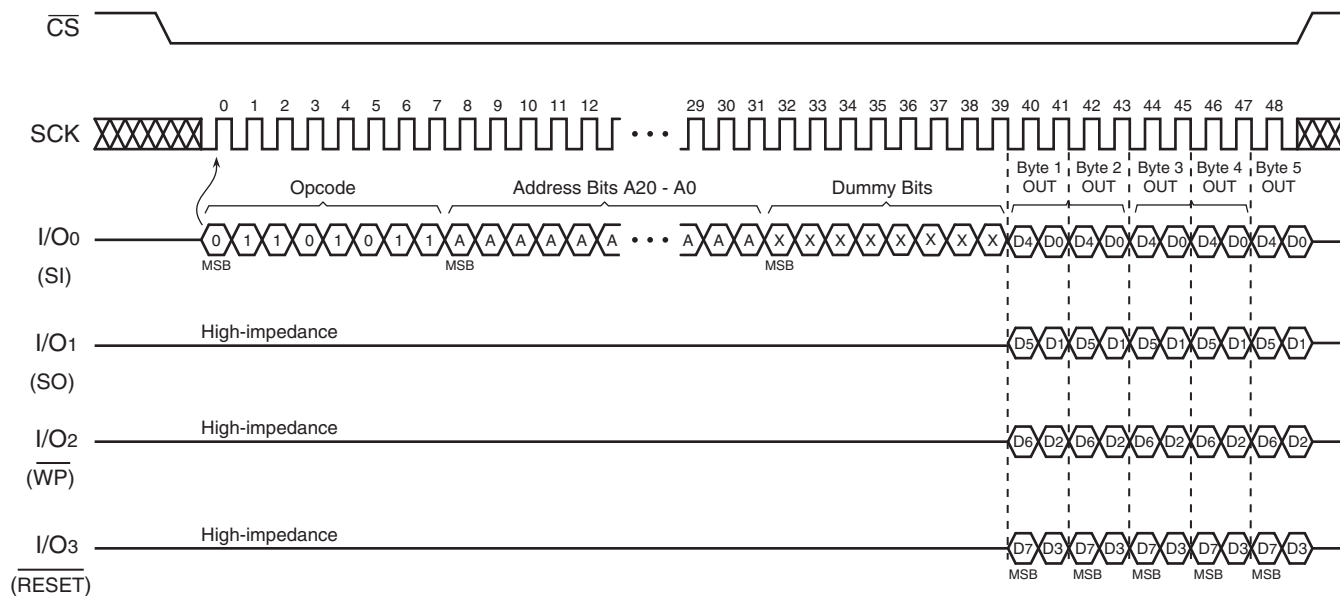 CS
SCK
0 1 2 3 4 5 6 7 8 9 10 11 12 29 30 31 32 33 34 35 36 37 38 39 40 41 42 43 44 45 46 47 48
• • •
Opcode
Address Bits A20 - A0
Dummy Bits
Byte 1 OUT
Byte 2 OUT
Byte 3 OUT
Byte 4 OUT
Byte 5 OUT
I/O0
(SI)
0 1 1 0 1 0 1 1 A A A A A A • • • A A A X X X X X X X X D4 D0 D4 D0 D4 D0 D4 D0 D4 D0
MSB MSB MSB
I/O1
(SO)
High-impedance
D5 D1 D5 D1 D5 D1 D5 D1 D5 D1
I/O2
(WP)
High-impedance
D6 D2 D6 D2 D6 D2 D6 D2 D6 D2
I/O3
(RESET)
High-impedance
D7 D3 D7 D3 D7 D3 D7 D3 D7 D3
MSB MSB MSB MSB MSB